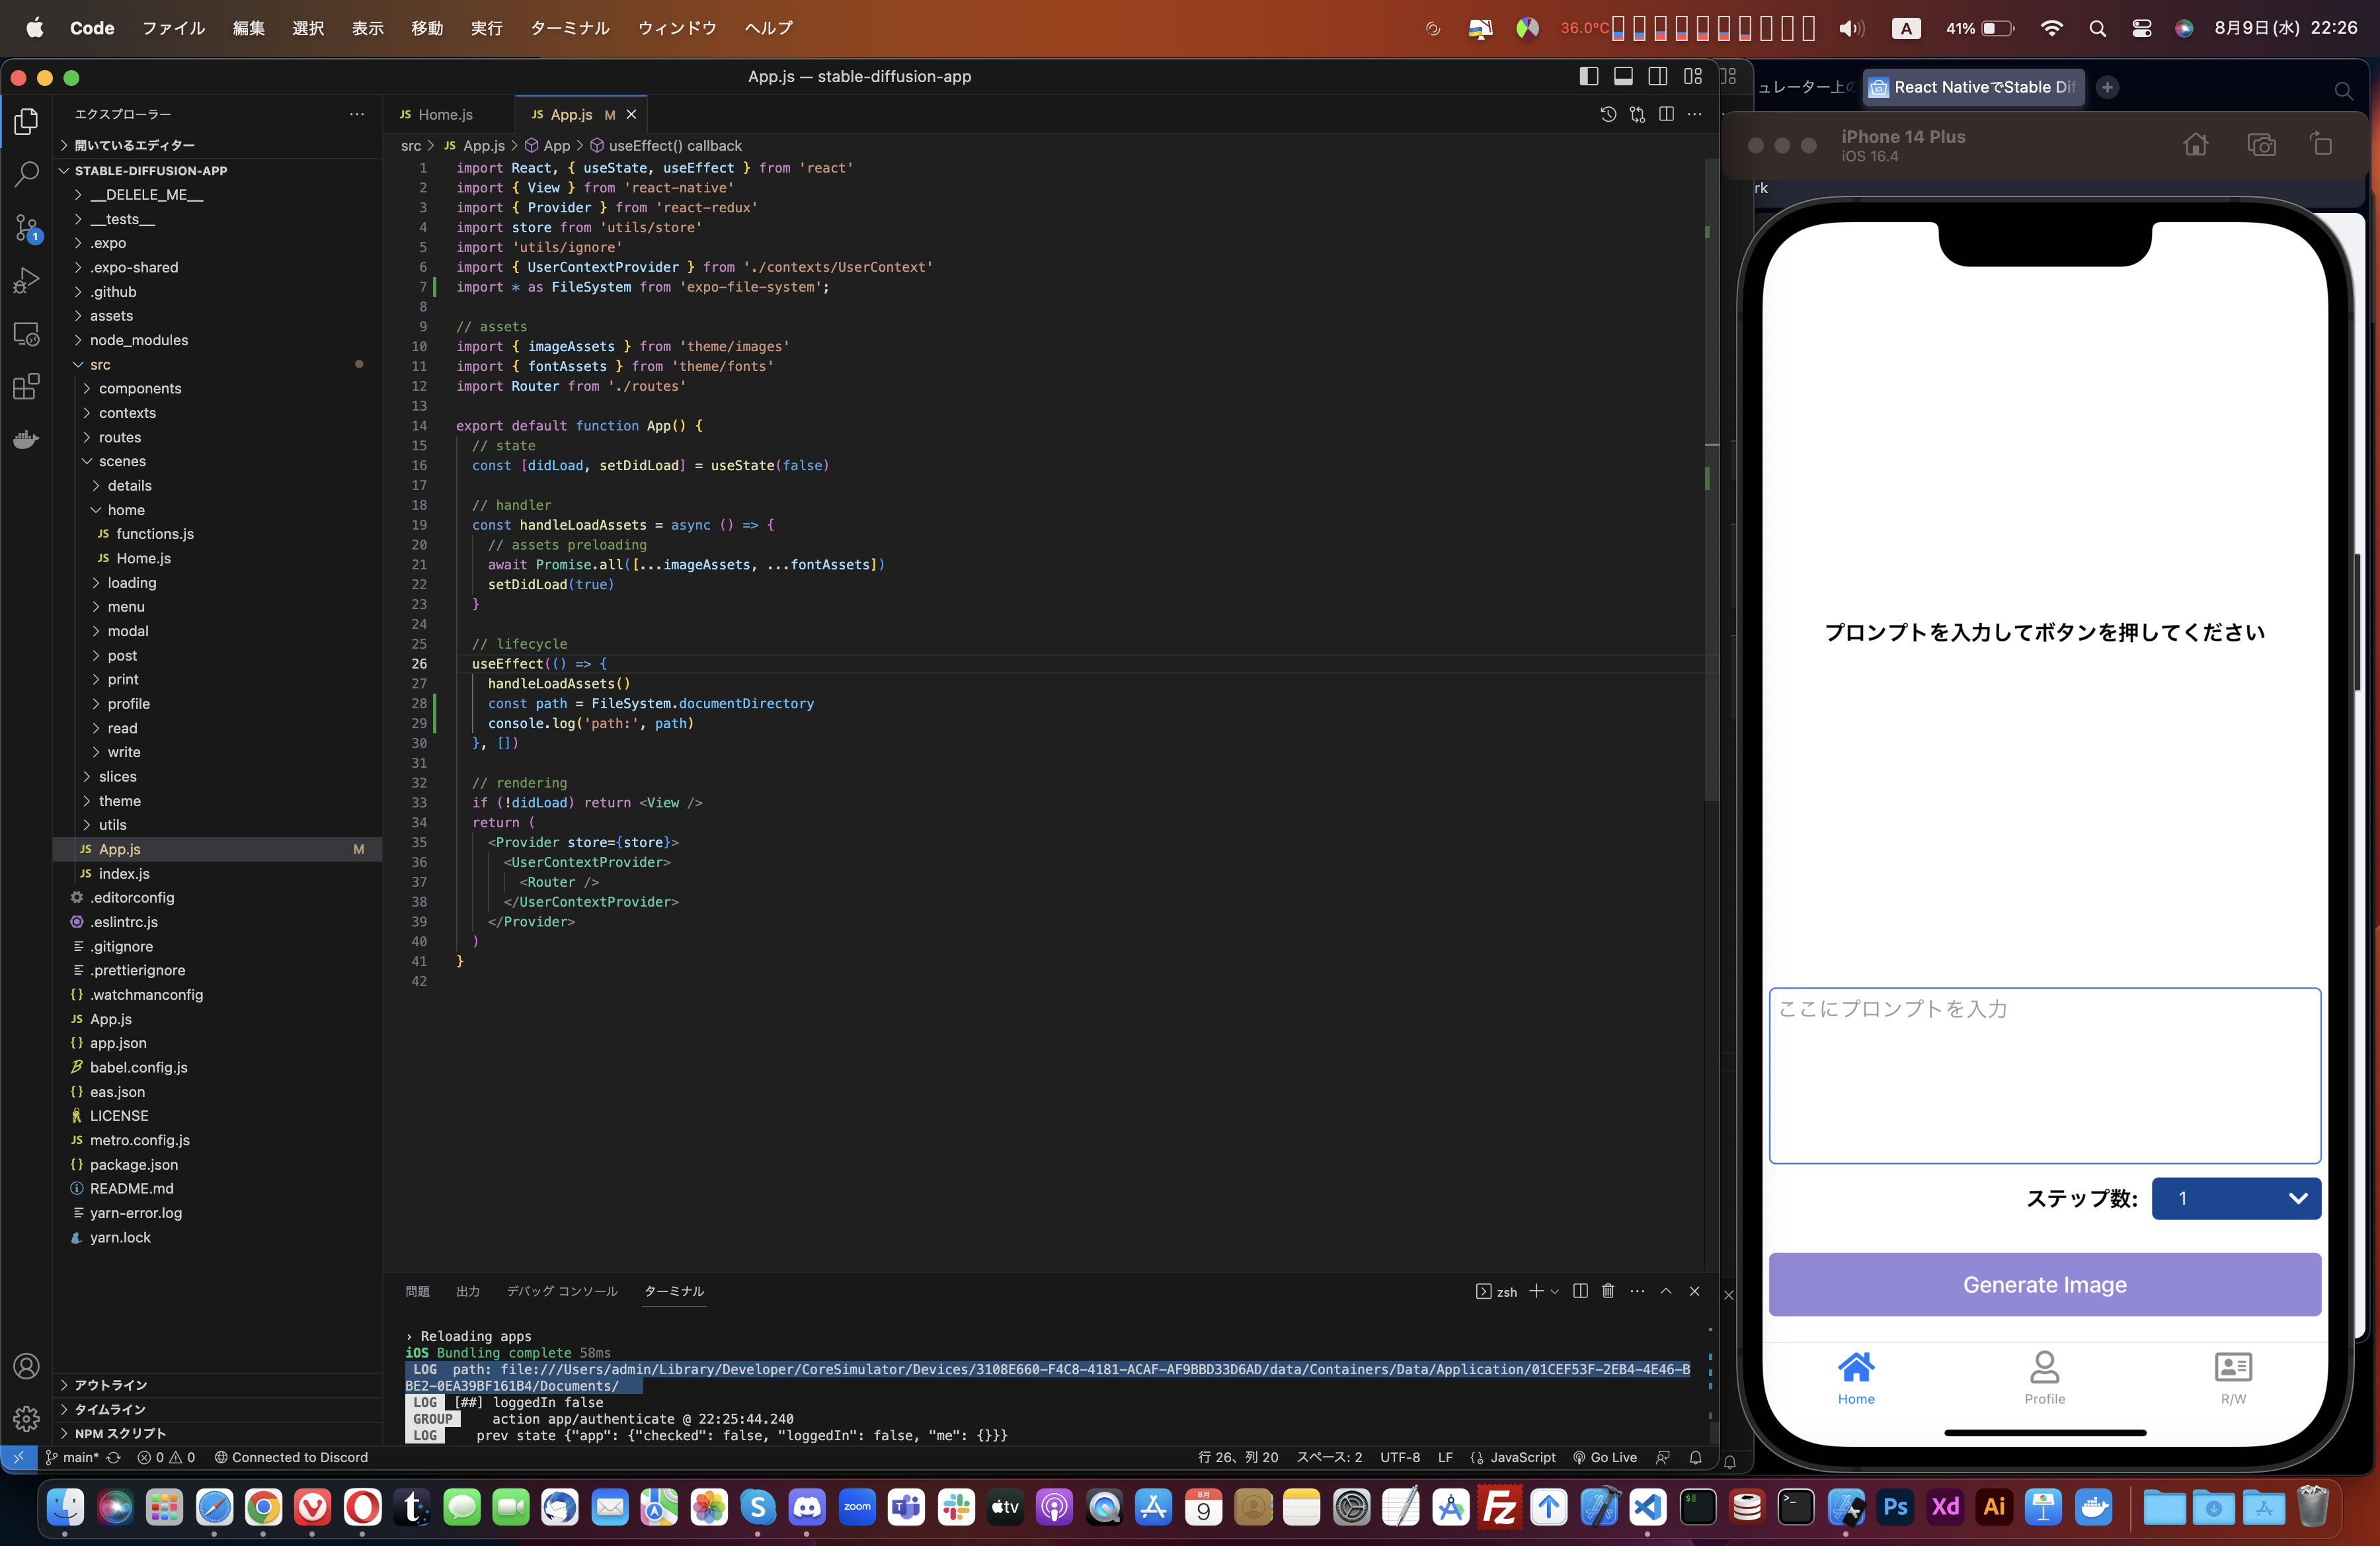 Code ファイル 編集 選択 表示 移動 実行 ターミナル ウィンドウ ヘルプ 36.0°C A 41% 8月9日(水) 22:26
App.js — stable-diffusion-app
エクスプローラー
開いているエディター
STABLE-DIFFUSION-APP
__DELELE_ME__
__tests__
.expo
.expo-shared
.github
assets
node_modules
src
components
contexts
routes
scenes
details
home
JS functions.js
JS Home.js
loading
menu
modal
post
print
profile
read
write
slices
theme
utils
JS App.js M
JS index.js
.editorconfig
.eslintrc.js
.gitignore
.prettierignore
{} .watchmanconfig
JS App.js
{} app.json
babel.config.js
{} eas.json
LICENSE
JS metro.config.js
{} package.json
README.md
yarn-error.log
yarn.lock
アウトライン
タイムライン
NPM スクリプト
1
JS Home.js JS App.js M
src > JS App.js > App > useEffect() callback
1 import React, { useState, useEffect } from 'react'
2 import { View } from 'react-native'
3 import { Provider } from 'react-redux'
4 import store from 'utils/store'
5 import 'utils/ignore'
6 import { UserContextProvider } from './contexts/UserContext'
7 import * as FileSystem from 'expo-file-system';
8
9 // assets
10 import { imageAssets } from 'theme/images'
11 import { fontAssets } from 'theme/fonts'
12 import Router from './routes'
13
14 export default function App() {
15 // state
16 const [didLoad, setDidLoad] = useState(false)
17
18 // handler
19 const handleLoadAssets = async () => {
20 // assets preloading
21 await Promise.all([...imageAssets, ...fontAssets])
22 setDidLoad(true)
23 }
24
25 // lifecycle
26 useEffect(() => {
27 handleLoadAssets()
28 const path = FileSystem.documentDirectory
29 console.log('path:', path)
30 }, [])
31
32 // rendering
33 if (!didLoad) return <View />
34 return (
35 <Provider store={store}>
36 <UserContextProvider>
37 <Router />
38 </UserContextProvider>
39 </Provider>
40 )
41 }
42
問題 出力 デバッグ コンソール ターミナル zsh
› Reloading apps
iOS Bundling complete 58ms
LOG path: file:///Users/admin/Library/Developer/CoreSimulator/Devices/3108E660-F4C8-4181-ACAF-AF9BBD33D6AD/data/Containers/Data/Application/01CEF53F-2EB4-4E46-B
BE2-0EA39BF161B4/Documents/
LOG [##] loggedIn false
GROUP action app/authenticate @ 22:25:44.240
LOG prev state {"app": {"checked": false, "loggedIn": false, "me": {}}}
main* 0 0 Connected to Discord 行 26、列 20 スペース: 2 UTF-8 LF {} JavaScript Go Live
ュレーター上の React NativeでStable Dif
iPhone 14 Plus
iOS 16.4
rk
プロンプトを入力してボタンを押してください
ここにプロンプトを入力
ステップ数: 1
Generate Image
Home Profile R/W
t S zoom tv 8月 9 Fz Ps Xd Ai